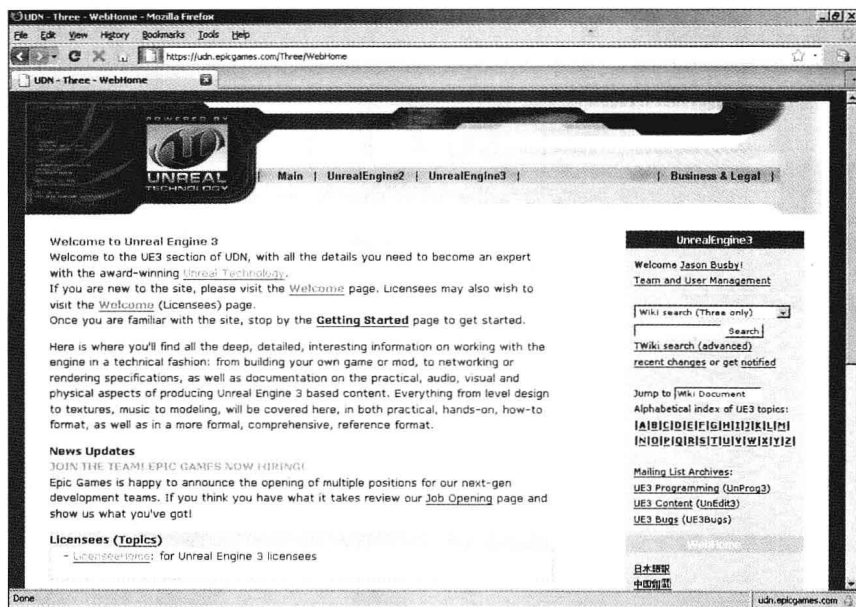 UDN - Three - WebHome - Mozilla Firefox
File Edit View History Bookmarks Tools Help
https://udn.epicgames.com/Three/WebHome
UDN - Three - WebHome
POWERED BY
UNREAL
TECHNOLOGY
| Main | UnrealEngine2 | UnrealEngine3 |
| Business & Legal |
Welcome to Unreal Engine 3
Welcome to the UE3 section of UDN, with all the details you need to become an expert
with the award-winning Unreal Technology.
If you are new to the site, please visit the Welcome page. Licensees may also wish to
visit the Welcome (Licensees) page.
Once you are familiar with the site, stop by the Getting Started page to get started.
Here is where you'll find all the deep, detailed, interesting information on working with the
engine in a technical fashion: from building your own game or mod, to networking or
rendering specifications, as well as documentation on the practical, audio, visual and
physical aspects of producing Unreal Engine 3 based content. Everything from level design
to textures, music to modeling, will be covered here, in both practical, hands-on, how-to
format, as well as in a more formal, comprehensive, reference format.
News Updates
JOIN THE TEAM! EPIC GAMES NOW HIRING!
Epic Games is happy to announce the opening of multiple positions for our next-gen
development teams. If you think you have what it takes review our Job Opening page and
show us what you've got!
Licensees (Topics)
- LicenseeHome: for Unreal Engine 3 licensees
UnrealEngine3
Welcome Jason Busby!
Team and User Management
Wiki search (Three only)
Search
TWiki search (advanced)
recent changes or get notified
Jump to Wiki Document
Alphabetical index of UE3 topics:
|A|B|C|D|E|F|G|H|I|J|K|L|M|
|N|O|P|Q|R|S|T|U|V|W|X|Y|Z|
Mailing List Archives:
UE3 Programming (UnProg3)
UE3 Content (UnEdit3)
UE3 Bugs (UE3Bugs)
WebHome
日本語訳
Done
udn.epicgames.com